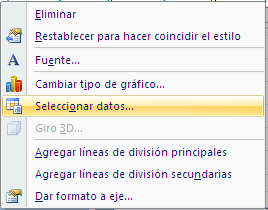 Eliminar
Restablecer para hacer coincidir el estilo
Fuente...
Cambiar tipo de gráfico...
Seleccionar datos...
Giro 3D...
Agregar líneas de división principales
Agregar líneas de división secundarias
Dar formato a eje...